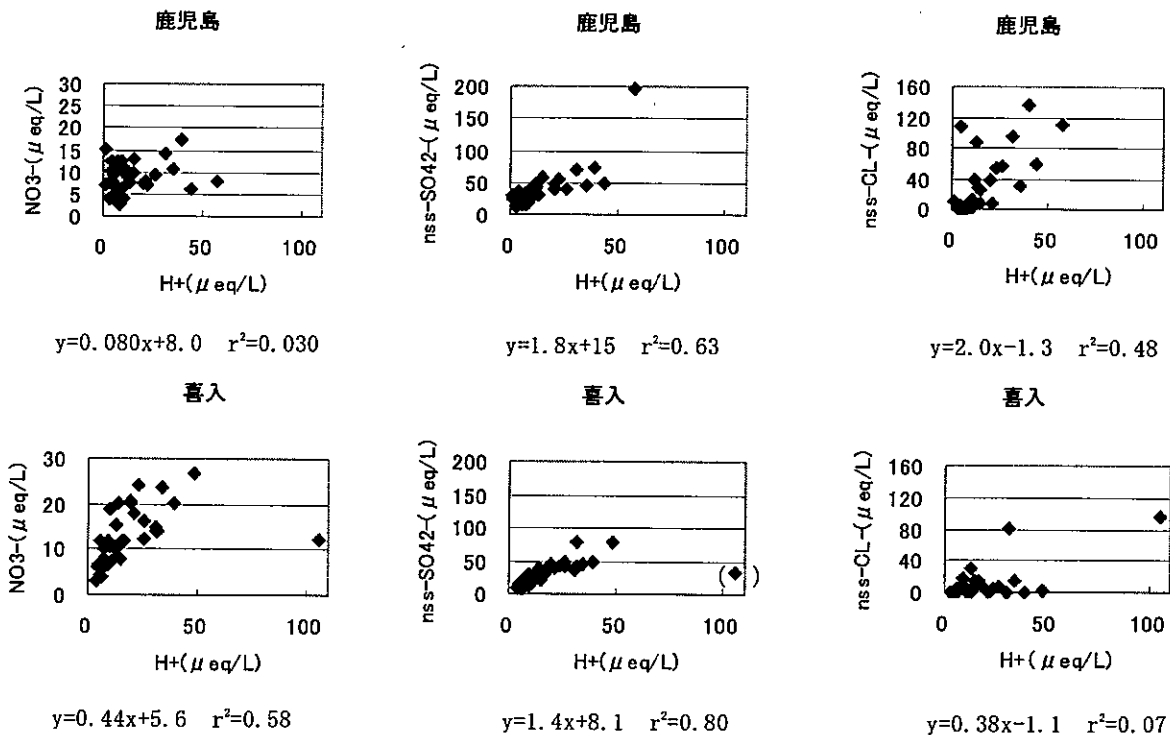 鹿児島
NO3-(μeq/L)
30
25
20
15
10
5
0
0 50 100
H+(μeq/L)
y=0.080x+8.0 r²=0.030
鹿児島
nss-SO42-(μeq/L)
200
150
100
50
0
0 50 100
H+(μeq/L)
y=1.8x+15 r²=0.63
鹿児島
nss-CL-(μeq/L)
160
120
80
40
0
0 50 100
H+(μeq/L)
y=2.0x-1.3 r²=0.48
喜入
NO3-(μeq/L)
30
20
10
0
0 50 100
H+(μeq/L)
y=0.44x+5.6 r²=0.58
喜入
nss-SO42-(μeq/L)
200
150
100
50
0
( )
0 50 100
H+(μeq/L)
y=1.4x+8.1 r²=0.80
喜入
nss-CL-(μeq/L)
160
120
80
40
0
0 50 100
H+(μeq/L)
y=0.38x-1.1 r²=0.07